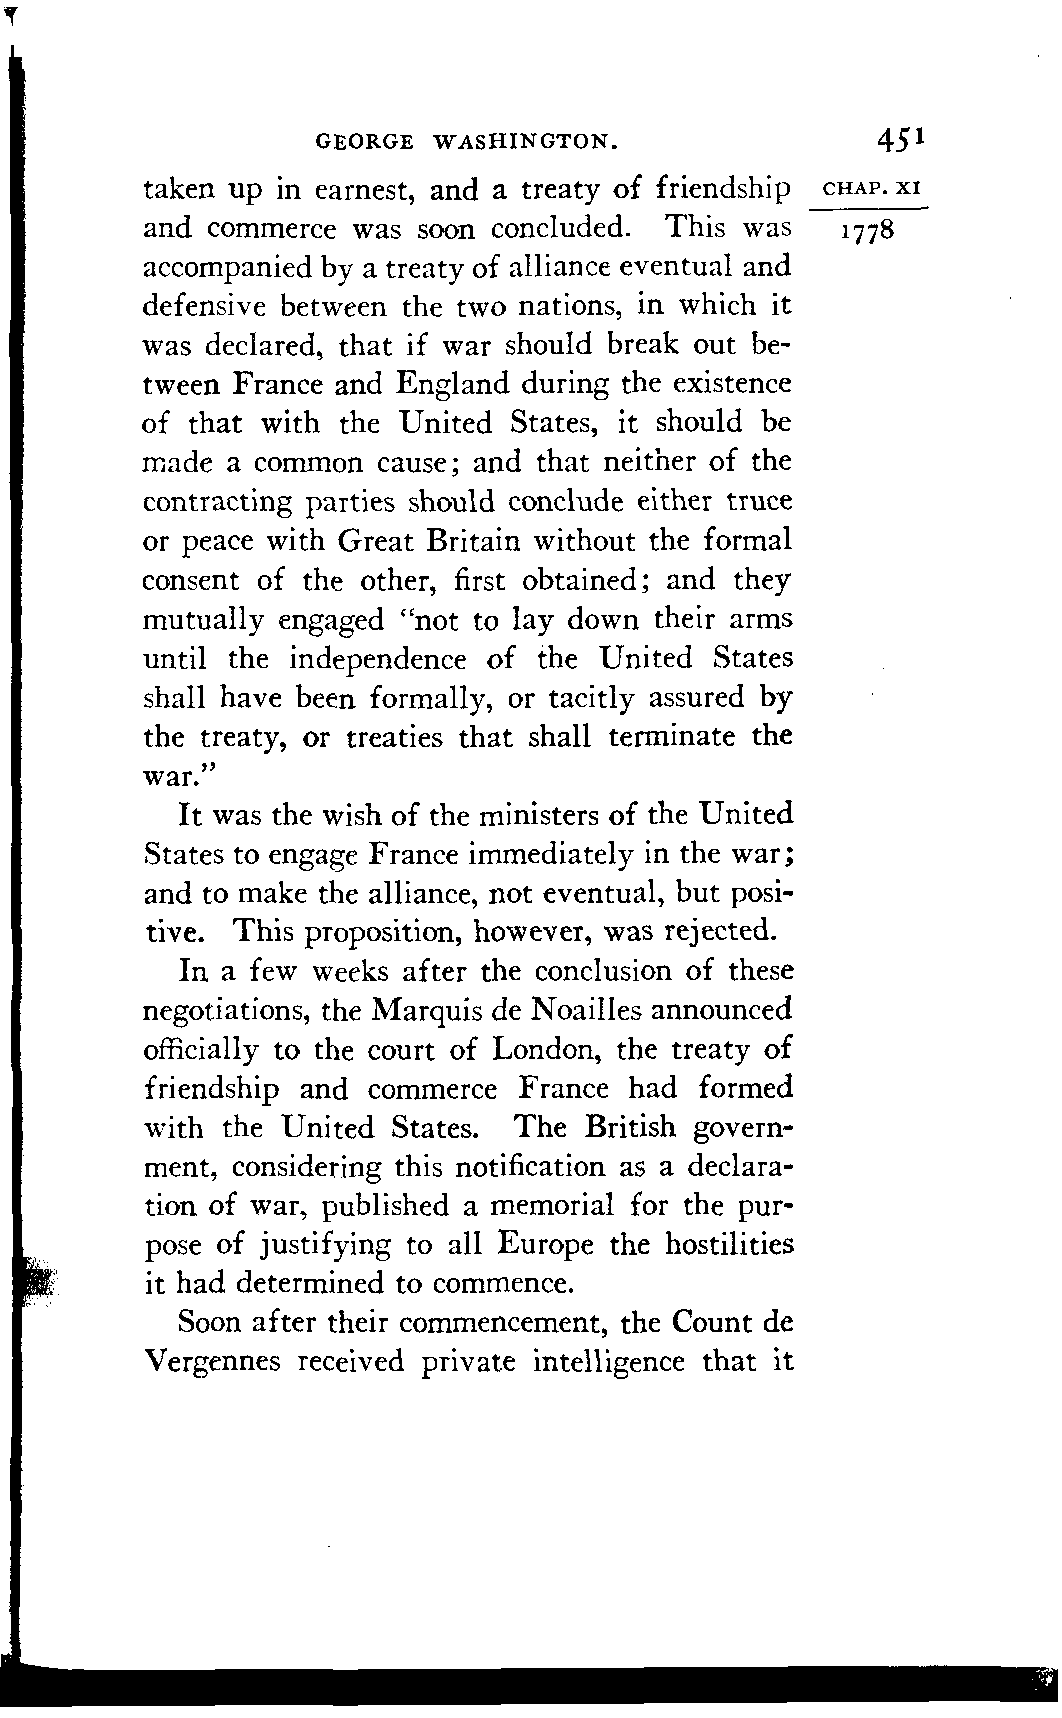 GEORGE WASHINGTON. 451
taken up in earnest, and a treaty of friendship CHAP. XI
and commerce was soon concluded. This was 1778
accompanied by a treaty of alliance eventual and
defensive between the two nations, in which it
was declared, that if war should break out be-
tween France and England during the existence
of that with the United States, it should be
made a common cause; and that neither of the
contracting parties should conclude either truce
or peace with Great Britain without the formal
consent of the other, first obtained; and they
mutually engaged "not to lay down their arms
until the independence of the United States
shall have been formally, or tacitly assured by
the treaty, or treaties that shall terminate the
war."
It was the wish of the ministers of the United
States to engage France immediately in the war;
and to make the alliance, not eventual, but posi-
tive. This proposition, however, was rejected.
In a few weeks after the conclusion of these
negotiations, the Marquis de Noailles announced
officially to the court of London, the treaty of
friendship and commerce France had formed
with the United States. The British govern-
ment, considering this notification as a declara-
tion of war, published a memorial for the pur-
pose of justifying to all Europe the hostilities
it had determined to commence.
Soon after their commencement, the Count de
Vergennes received private intelligence that it